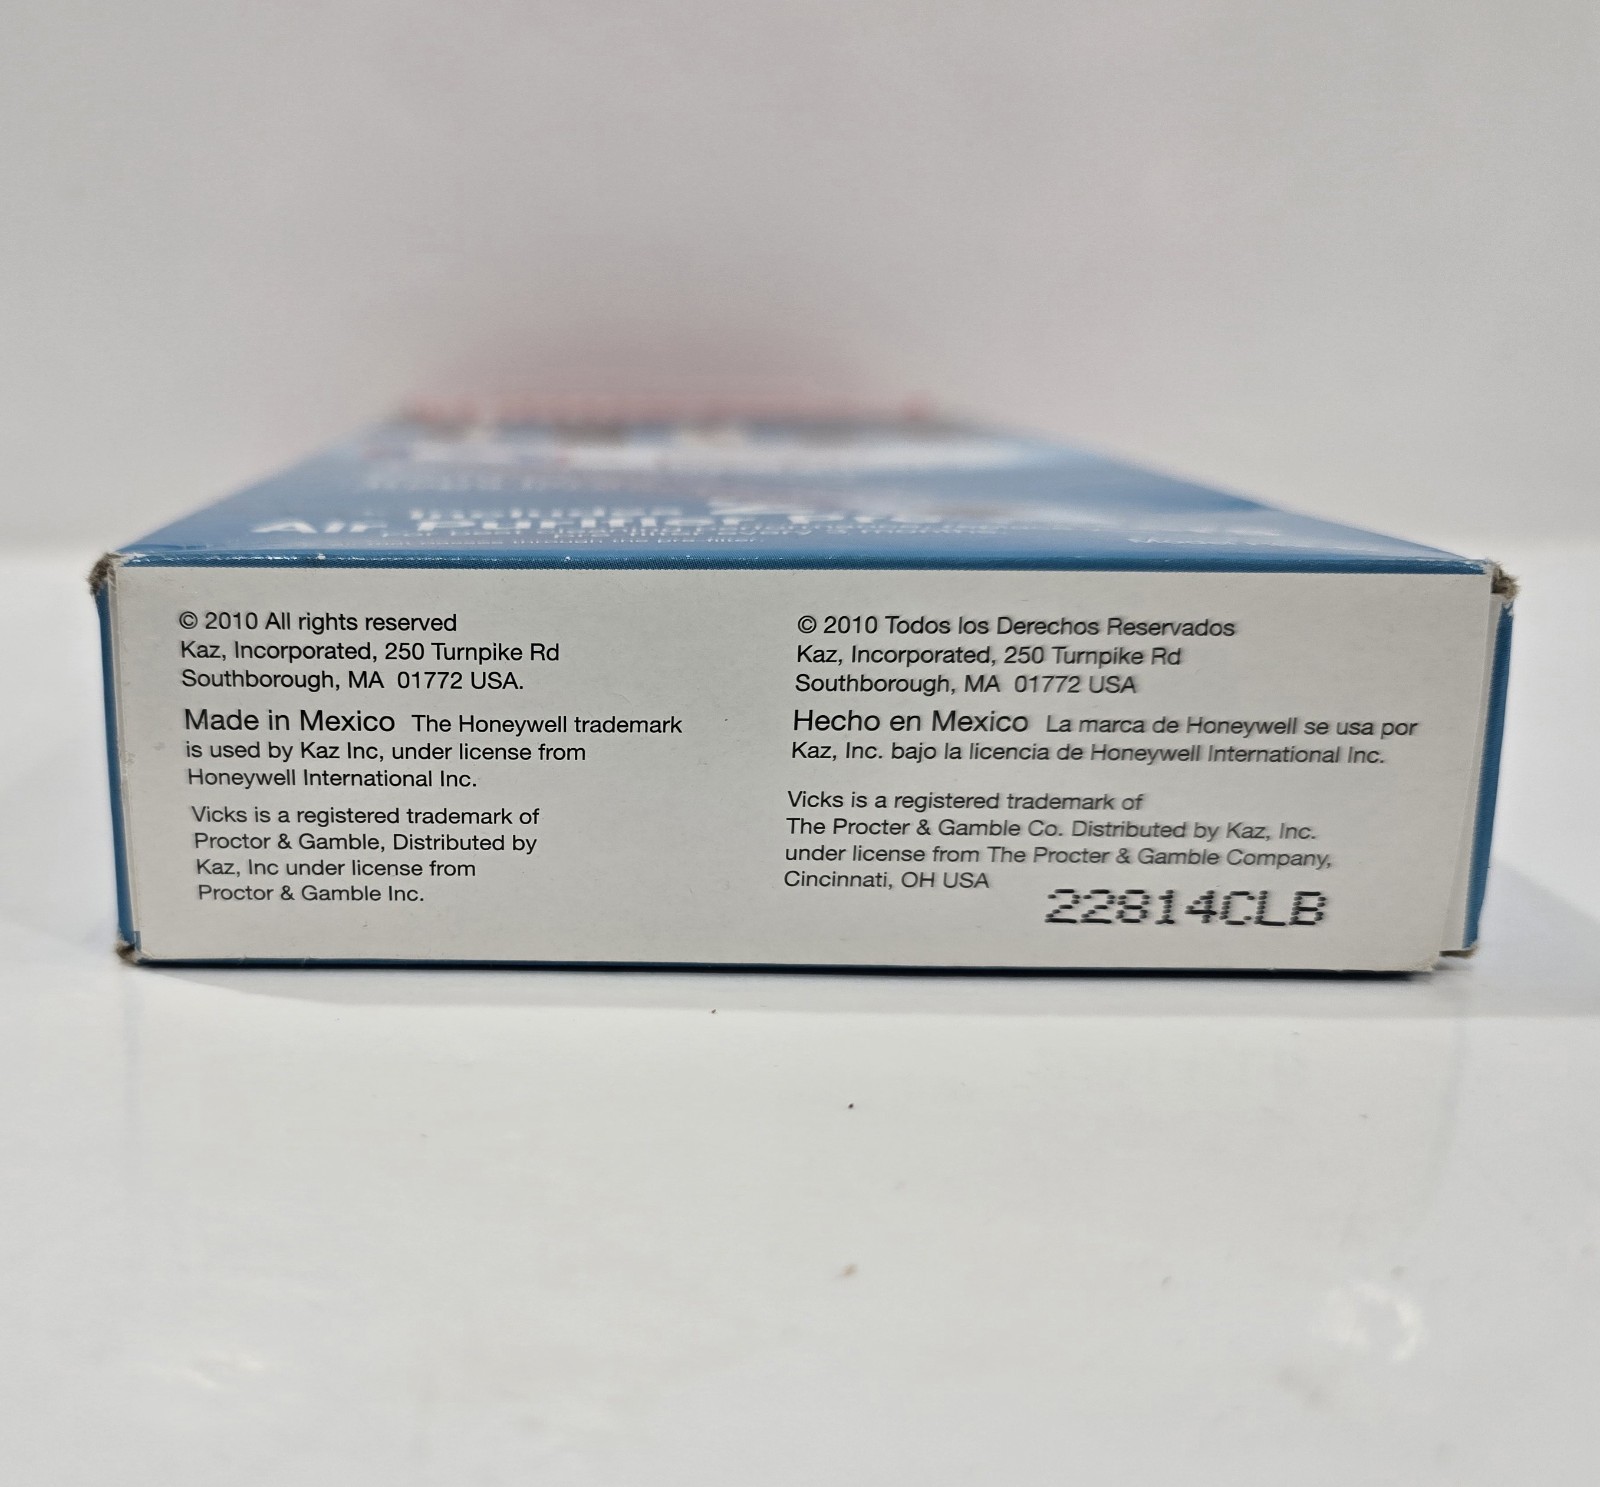 Includes 2
Air Purifier pre
© 2010 All rights reserved
Kaz, Incorporated, 250 Turnpike Rd
Southborough, MA 01772 USA.
Made in Mexico The Honeywell trademark
is used by Kaz Inc, under license from
Honeywell International Inc.
Vicks is a registered trademark of
Proctor & Gamble, Distributed by
Kaz, Inc under license from
Proctor & Gamble Inc.
© 2010 Todos los Derechos Reservados
Kaz, Incorporated, 250 Turnpike Rd
Southborough, MA 01772 USA
Hecho en Mexico La marca de Honeywell se usa por
Kaz, Inc. bajo la licencia de Honeywell International Inc.
Vicks is a registered trademark of
The Procter & Gamble Co. Distributed by Kaz, Inc.
under license from The Procter & Gamble Company,
Cincinnati, OH USA
22814CLB